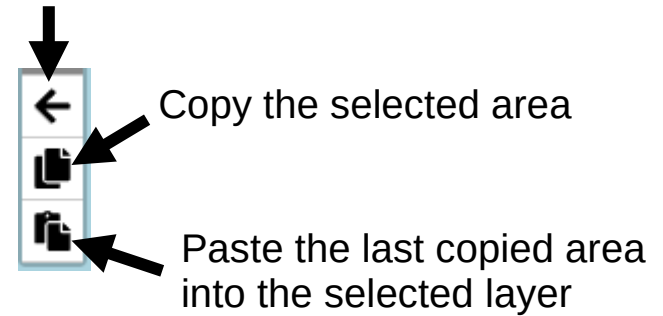 Copy the selected area
Paste the last copied area
into the selected layer